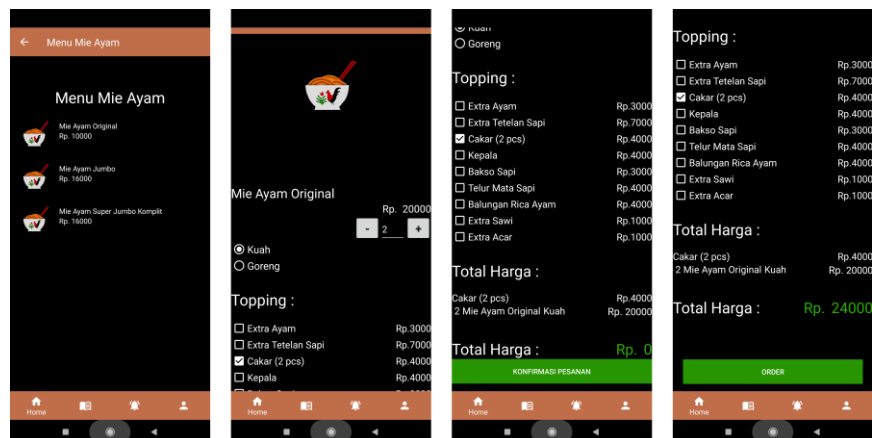 Menu Mie Ayam
Menu Mie Ayam
Mie Ayam Original
Rp. 10000
Mie Ayam Jumbo
Rp. 16000
Mie Ayam Super Jumbo Komplit
Rp. 16000
Home
Mie Ayam Original
Rp. 20000
- 2 +
Kuah
Goreng
Topping :
Extra Ayam Rp.3000
Extra Tetelan Sapi Rp.7000
Cakar (2 pcs) Rp.4000
Kepala Rp.4000
Home
Kuah
Goreng
Topping :
Extra Ayam Rp.3000
Extra Tetelan Sapi Rp.7000
Cakar (2 pcs) Rp.4000
Kepala Rp.4000
Bakso Sapi Rp.3000
Telur Mata Sapi Rp.4000
Balungan Rica Ayam Rp.4000
Extra Sawi Rp.1000
Extra Acar Rp.1000
Total Harga :
Cakar (2 pcs) Rp.4000
2 Mie Ayam Original Kuah Rp. 20000
Total Harga : Rp. 0
KONFIRMASI PESANAN
Home
Topping :
Extra Ayam Rp.3000
Extra Tetelan Sapi Rp.7000
Cakar (2 pcs) Rp.4000
Kepala Rp.4000
Bakso Sapi Rp.3000
Telur Mata Sapi Rp.4000
Balungan Rica Ayam Rp.4000
Extra Sawi Rp.1000
Extra Acar Rp.1000
Total Harga :
Cakar (2 pcs) Rp.4000
2 Mie Ayam Original Kuah Rp. 20000
Total Harga : Rp. 24000
ORDER
Home